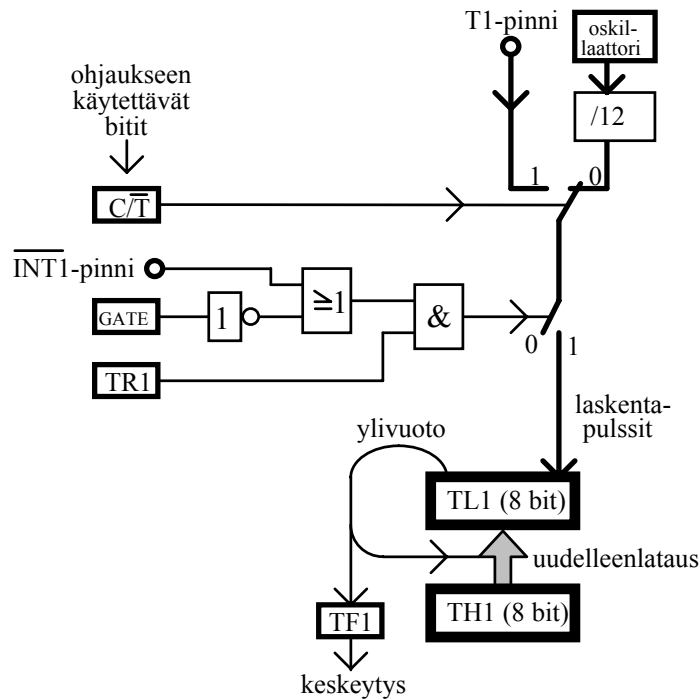 T1-pinni
oskil-
laattori
ohjaukseen
käytettävät
bitit
/12
1
0
C/T̅
I̅N̅T̅1-pinni
GATE
1
≧1
&
0
1
TR1
laskenta-
pulssit
ylivuoto
TL1 (8 bit)
uudelleenlataus
TH1 (8 bit)
TF1
keskeytys